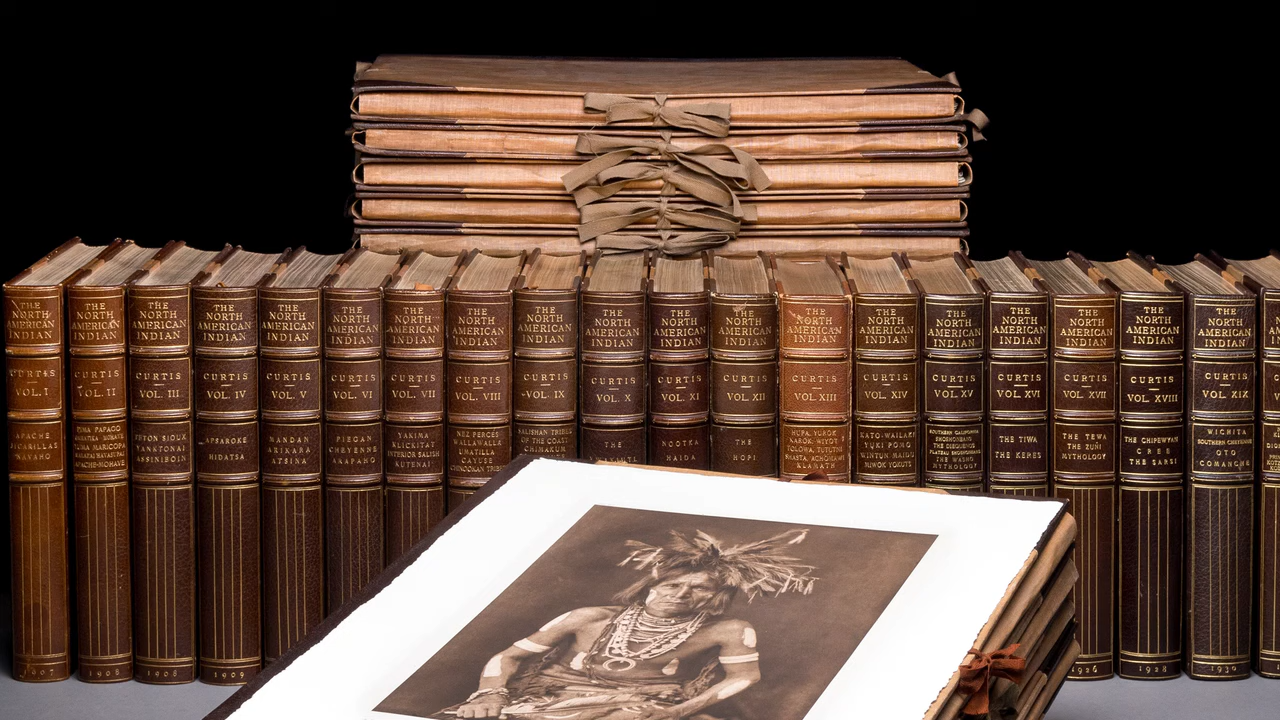 THE
NORTH
AMERICAN
INDIAN
CURTIS
VOL. I
APACHE
JICARILLAS
NAVAHO
1907
THE
NORTH
AMERICAN
INDIAN
CURTIS
VOL. II
PIMA PAPAGO
YUMA MARICOPA
APACHE-MOHAVE
1908
THE
NORTH
AMERICAN
INDIAN
CURTIS
VOL. III
TETON SIOUX
YANKTONAI
ASSINIBOIN
1908
THE
NORTH
AMERICAN
INDIAN
CURTIS
VOL. IV
APSAROKE
HIDATSA
1909
THE
NORTH
AMERICAN
INDIAN
CURTIS
VOL. V
MANDAN
ARIKARA
ATSINA
THE
NORTH
AMERICAN
INDIAN
CURTIS
VOL. VI
PIEGAN
CHEYENNE
ARAPAHO
THE
NORTH
AMERICAN
INDIAN
CURTIS
VOL. VII
YAKIMA
KLICKITAT
INTERIOR SALISH
KUTENAI
THE
NORTH
AMERICAN
INDIAN
CURTIS
VOL. VIII
NEZ PERCES
WALLAWALLA
UMATILLA
CAYUSE
CHINOOKAN TRIBES
THE
NORTH
AMERICAN
INDIAN
CURTIS
VOL. IX
SALISHAN TRIBES
OF THE COAST
CHIMAKUM
THE
NORTH
AMERICAN
INDIAN
CURTIS
VOL. X
THE
THE
NORTH
AMERICAN
INDIAN
CURTIS
VOL. XI
NOOTKA
HAIDA
THE
NORTH
AMERICAN
INDIAN
CURTIS
VOL. XII
THE
HOPI
THE
NORTH
AMERICAN
INDIAN
CURTIS
VOL. XIII
HUPA YUROK
KAROK WIYOT
TOLOWA TUTUTNI
SHASTA ACHOMAWI
KLAMATH
THE
NORTH
AMERICAN
INDIAN
CURTIS
VOL. XIV
KATO WAILAKI
YUKI POMO
WINTUN MAIDU
MIWOK YOKUTS
THE
NORTH
AMERICAN
INDIAN
CURTIS
VOL. XV
SOUTHERN CALIFORNIA
SHOSHONEANS
THE DIEGUEÑOS
PLATEAU SHOSHONEANS
THE WASHO
MYTHOLOGY
THE
NORTH
AMERICAN
INDIAN
CURTIS
VOL. XVI
THE TIWA
THE KERES
THE
NORTH
AMERICAN
INDIAN
CURTIS
VOL. XVII
THE TEWA
THE ZUÑI
MYTHOLOGY
1926
THE
NORTH
AMERICAN
INDIAN
CURTIS
VOL. XVIII
THE CHIPEWYAN
CREE
THE SARSI
1928
THE
NORTH
AMERICAN
INDIAN
CURTIS
VOL. XIX
WICHITA
SOUTHERN CHEYENNE
OTO
COMANCHE
1930